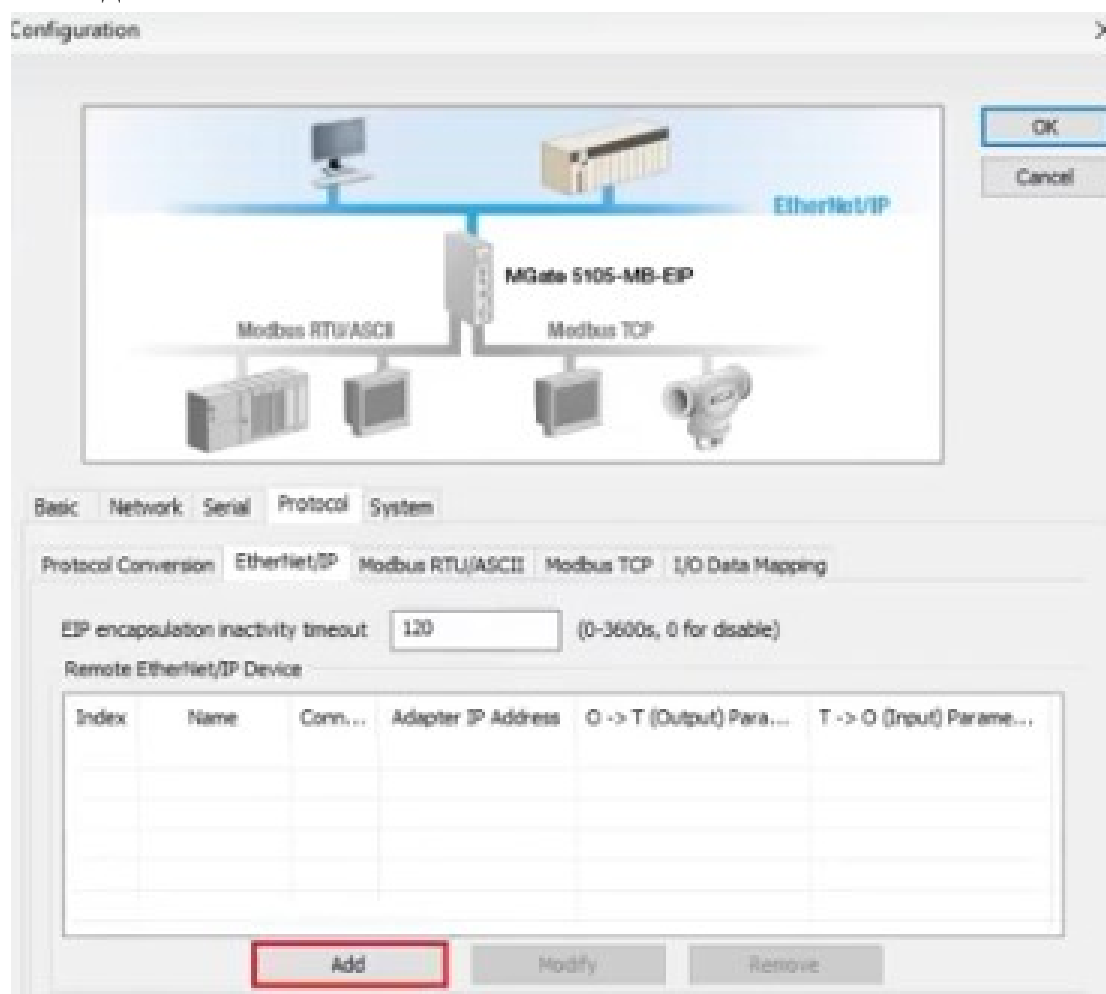 Configuration
OK
Cancel
EtherNet/IP
MGate 5105-MB-EIP
Modbus RTU/ASCII Modbus TCP
Basic Network Serial Protocol System
Protocol Conversion EtherNet/IP Modbus RTU/ASCII Modbus TCP I/O Data Mapping
EIP encapsulation inactivity timeout 120 (0-3600s, 0 for disable)
Remote EtherNet/IP Device
Index Name Conn... Adapter IP Address O -> T (Output) Para... T -> O (Input) Parame...
Add Modify Remove